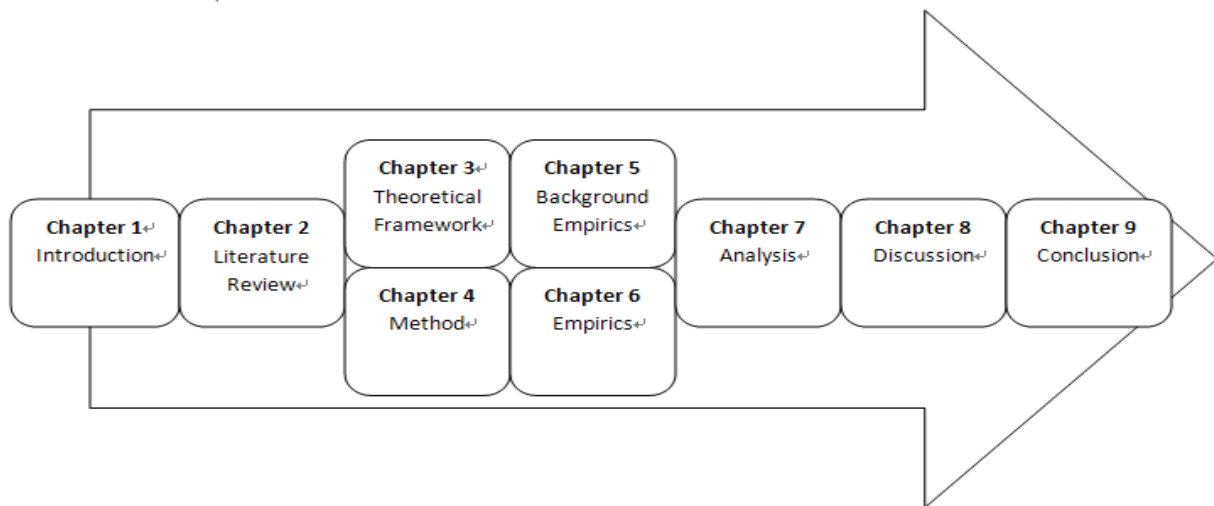 Chapter 1↵
Introduction↵
Chapter 2
Literature
Review↵
Chapter 3↵
Theoretical
Framework↵
Chapter 4
Method↵
Chapter 5
Background
Empirics↵
Chapter 6
Empirics↵
Chapter 7
Analysis↵
Chapter 8
Discussion↵
Chapter 9
Conclusion↵